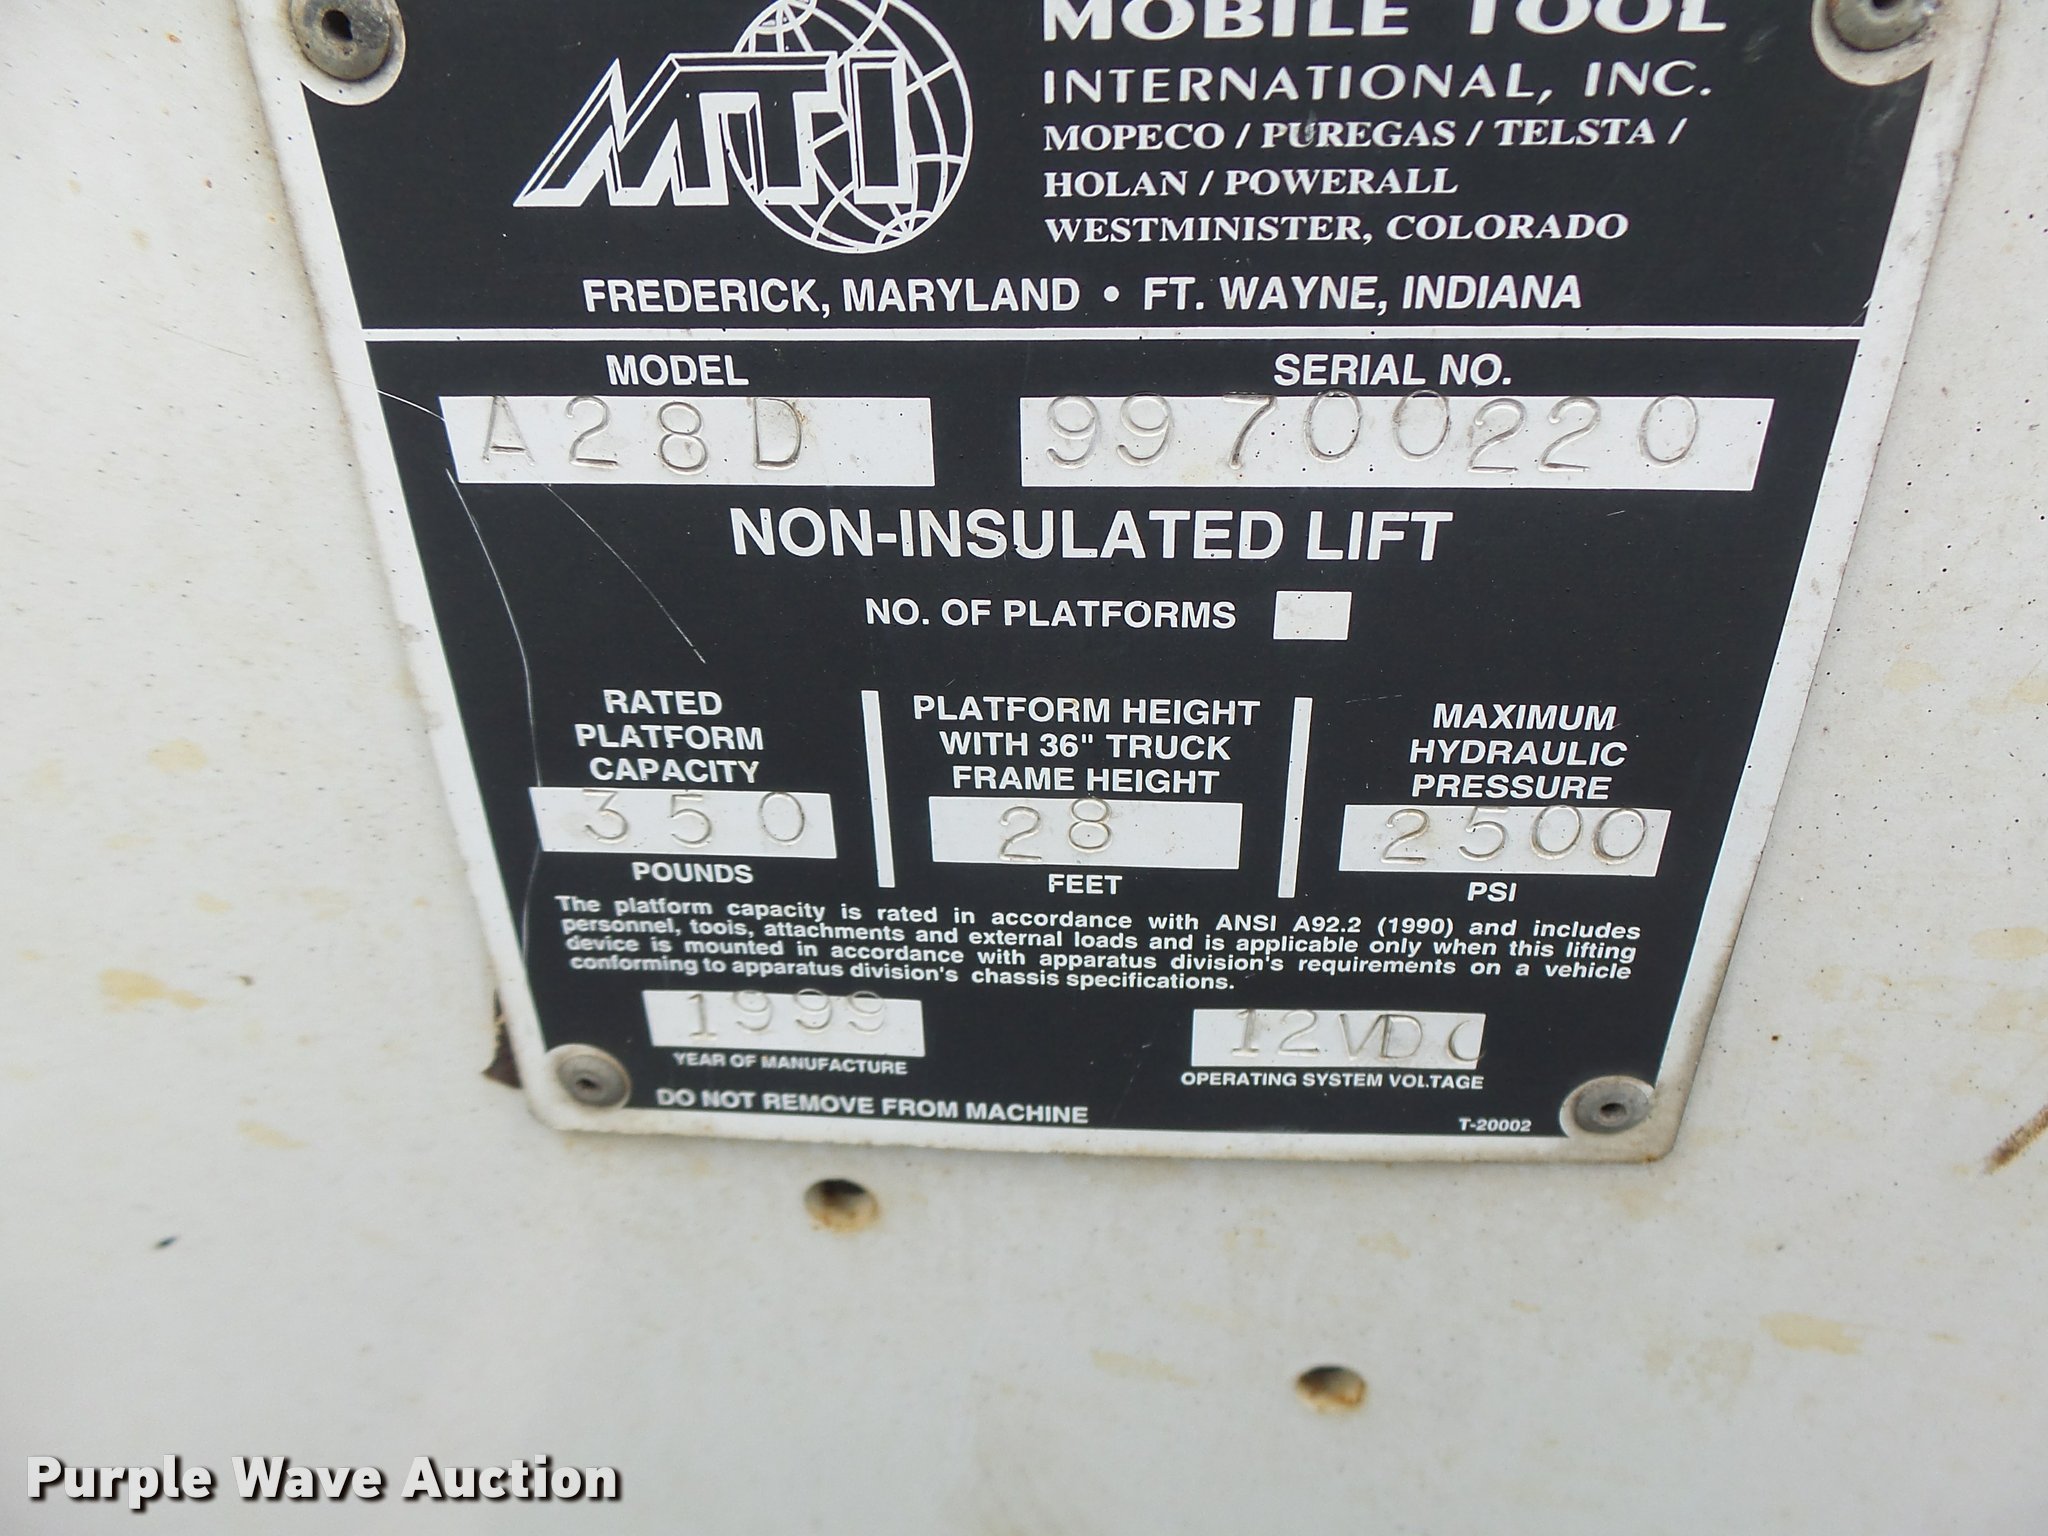 MTI
MOBILE TOOL
INTERNATIONAL, INC.
MOPECO / PUREGAS / TELSTA /
HOLAN / POWERALL
WESTMINISTER, COLORADO
FREDERICK, MARYLAND • FT. WAYNE, INDIANA
MODEL SERIAL NO.
A28D 99700220
NON-INSULATED LIFT
NO. OF PLATFORMS
RATED
PLATFORM
CAPACITY
350
POUNDS
PLATFORM HEIGHT
WITH 36" TRUCK
FRAME HEIGHT
28
FEET
MAXIMUM
HYDRAULIC
PRESSURE
2500
PSI
The platform capacity is rated in accordance with ANSI A92.2 (1990) and includes
personnel, tools, attachments and external loads and is applicable only when this lifting
device is mounted in accordance with apparatus division's requirements on a vehicle
conforming to apparatus division's chassis specifications.
1999
YEAR OF MANUFACTURE
12VDC
OPERATING SYSTEM VOLTAGE
DO NOT REMOVE FROM MACHINE
T-20002
Purple Wave Auction